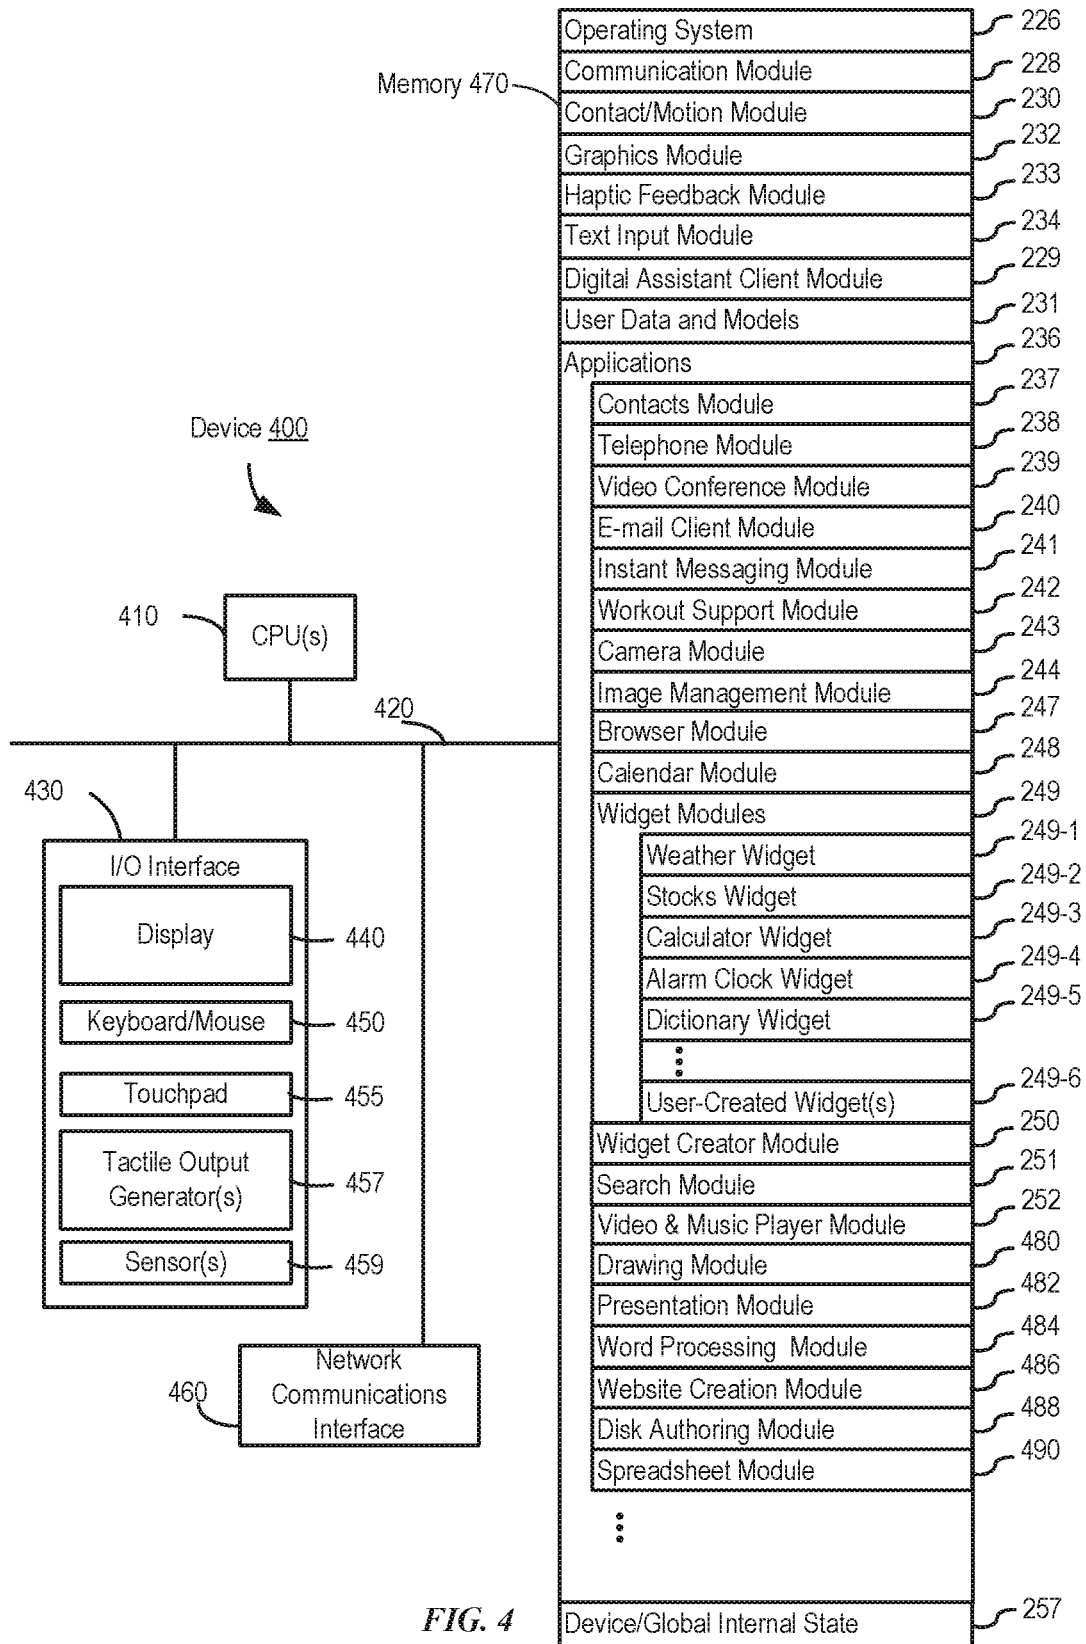 Operating System 226
Communication Module 228
Memory 470
Contact/Motion Module 230
Graphics Module 232
Haptic Feedback Module 233
Text Input Module 234
Digital Assistant Client Module 229
User Data and Models 231
Applications 236
Contacts Module 237
Telephone Module 238
Video Conference Module 239
E-mail Client Module 240
Instant Messaging Module 241
Workout Support Module 242
Camera Module 243
Image Management Module 244
Browser Module 247
Calendar Module 248
Widget Modules 249
Weather Widget 249-1
Stocks Widget 249-2
Calculator Widget 249-3
Alarm Clock Widget 249-4
Dictionary Widget 249-5
User-Created Widget(s) 249-6
Widget Creator Module 250
Search Module 251
Video & Music Player Module 252
Drawing Module 480
Presentation Module 482
Word Processing Module 484
Website Creation Module 486
Disk Authoring Module 488
Spreadsheet Module 490
Device/Global Internal State 257
Device 400
410
CPU(s)
420
430
I/O Interface
Display 440
Keyboard/Mouse 450
Touchpad 455
Tactile Output
Generator(s) 457
Sensor(s) 459
460
Network
Communications
Interface
FIG. 4